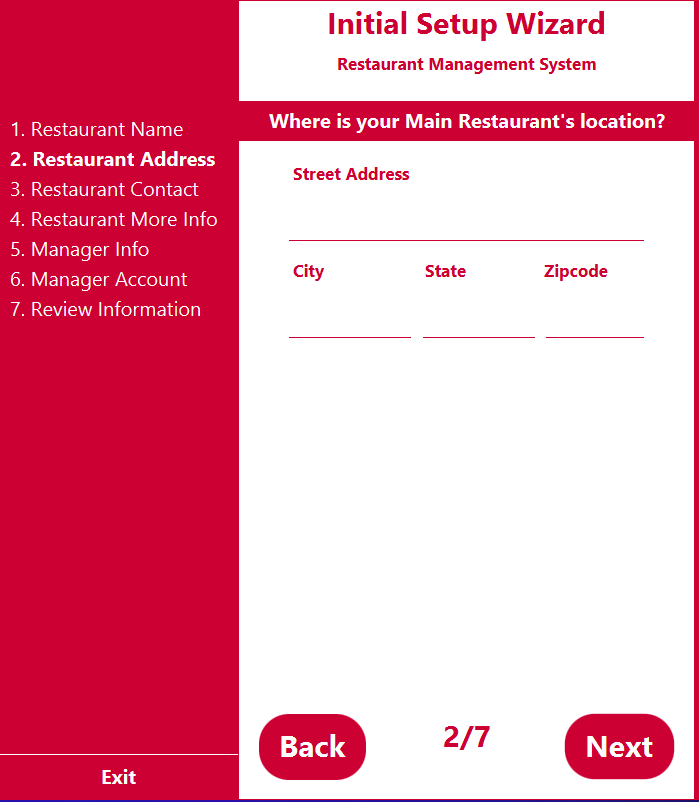 Initial Setup Wizard
Restaurant Management System
Where is your Main Restaurant's location?
1. Restaurant Name
2. Restaurant Address
3. Restaurant Contact
4. Restaurant More Info
5. Manager Info
6. Manager Account
7. Review Information
Exit
Street Address
City State Zipcode
Back 2/7 Next